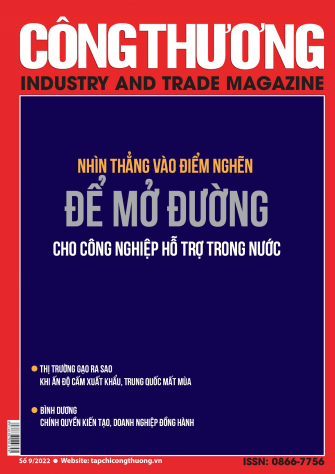 CÔNG THƯƠNG
INDUSTRY AND TRADE MAGAZINE
NHÌN THẲNG VÀO ĐIỂM NGHẼN
ĐỂ MỞ ĐƯỜNG
CHO CÔNG NGHIỆP HỖ TRỢ TRONG NƯỚC
THỊ TRƯỜNG GẠO RA SAO
KHI ẤN ĐỘ CẤM XUẤT KHẨU, TRUNG QUỐC MẤT MÙA
BÌNH DƯƠNG
CHÍNH QUYỀN KIẾN TẠO, DOANH NGHIỆP ĐỒNG HÀNH
Số 9/2022 ● Website: tapchicongthuong.vn
ISSN: 0866-7756